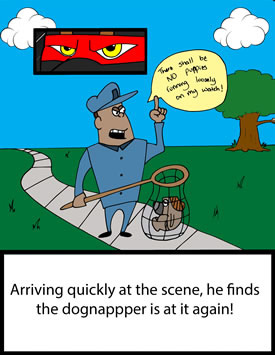 There shall be
NO puppies
running loosely
on my watch!
Arriving quickly at the scene, he finds
the dognappper is at it again!